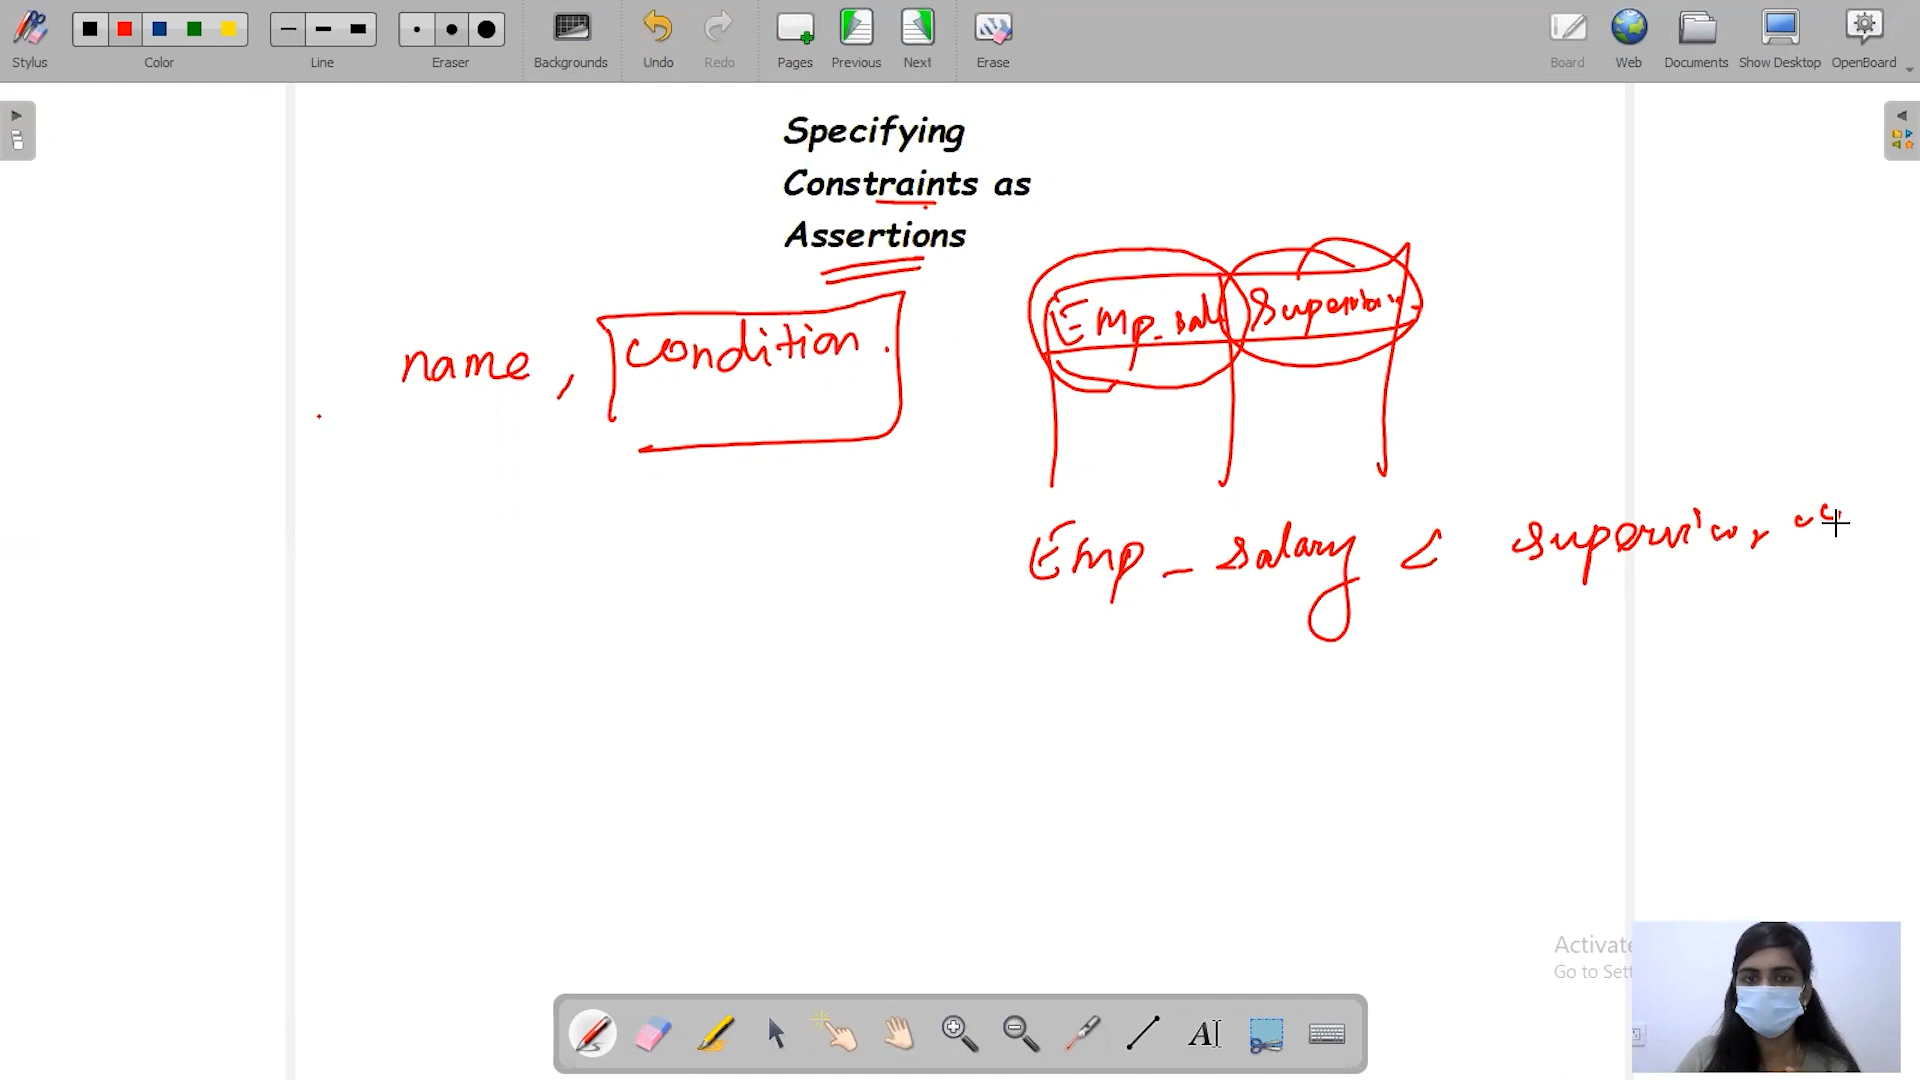 Stylus
Color
Line
Eraser
Backgrounds
Undo
Redo
Pages
Previous
Next
Erase
Board
Web
Documents
Show Desktop
OpenBoard
Specifying
Constraints as
Assertions
name, condition.
Emp_sal
Emp_salary < supervisor
Activate
Go to Sett